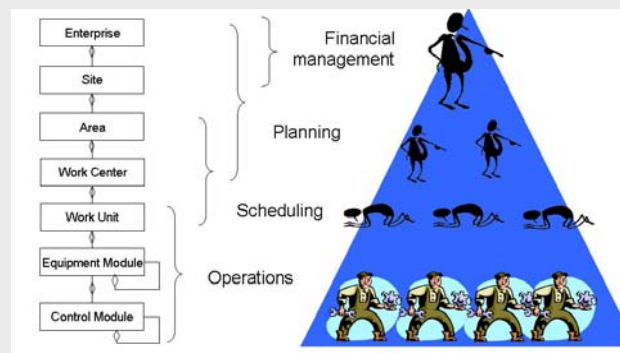 Enterprise
Site
Area
Work Center
Work Unit
Equipment Module
Control Module
Financial
management
Planning
Scheduling
Operations